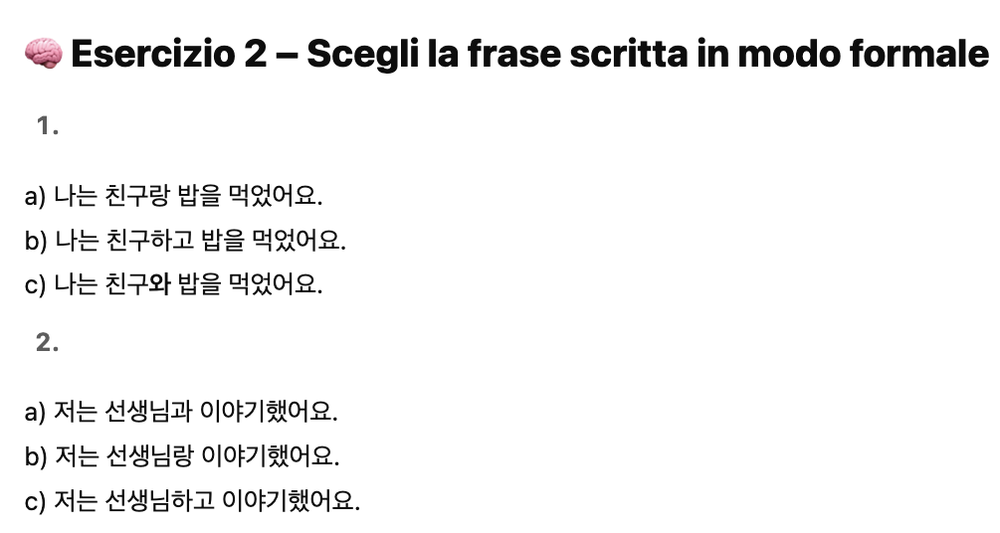 🧠 Esercizio 2 – Scegli la frase scritta in modo formale
1.
a) 나는 친구랑 밥을 먹었어요.
b) 나는 친구하고 밥을 먹었어요.
c) 나는 친구와 밥을 먹었어요.
2.
a) 저는 선생님과 이야기했어요.
b) 저는 선생님랑 이야기했어요.
c) 저는 선생님하고 이야기했어요.